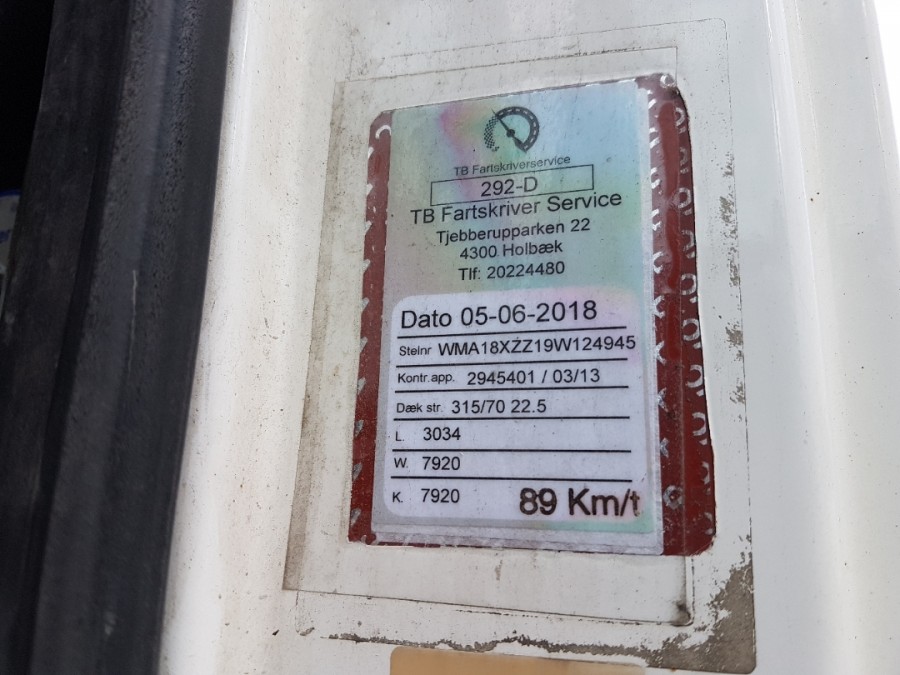 TB Fartskriverservice
292-D
TB Fartskriver Service
Tjebberupparken 22
4300 Holbæk
Tlf: 20224480
Dato 05-06-2018
Stelnr WMA18XZZ19W124945
Kontr.app. 2945401 / 03/13
Dæk str. 315/70 22.5
L. 3034
W. 7920
K. 7920 89 Km/t